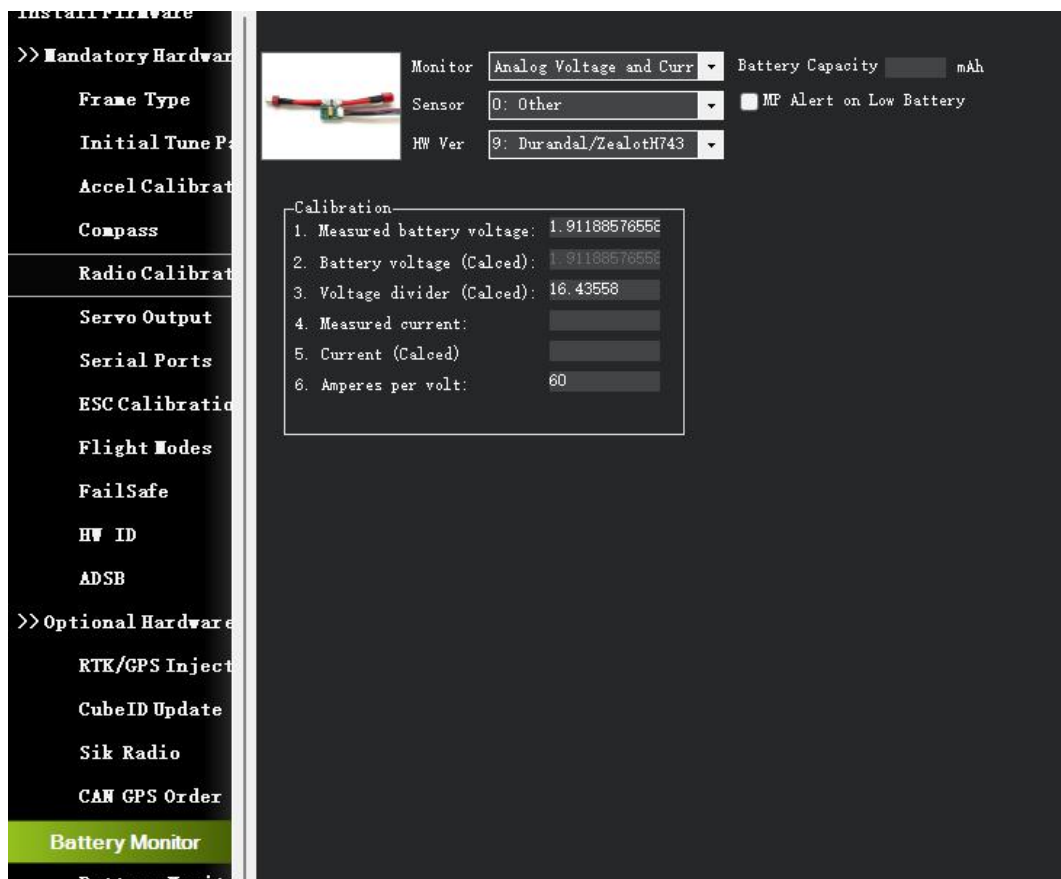 Install Firmware
>> Mandatory Hardwar
Frame Type
Initial Tune Pa
Accel Calibrat
Compass
Radio Calibrat
Servo Output
Serial Ports
ESC Calibratio
Flight Modes
FailSafe
HW ID
ADSB
>> Optional Hardware
RTK/GPS Inject
CubeID Update
Sik Radio
CAN GPS Order
Battery Monitor
Monitor Analog Voltage and Curr Battery Capacity mAh
Sensor 0: Other MP Alert on Low Battery
HW Ver 9: Durandal/ZealotH743
Calibration
1. Measured battery voltage: 1.91188576558
2. Battery voltage (Calced): 1.91188576558
3. Voltage divider (Calced): 16.43558
4. Measured current:
5. Current (Calced)
6. Amperes per volt: 60